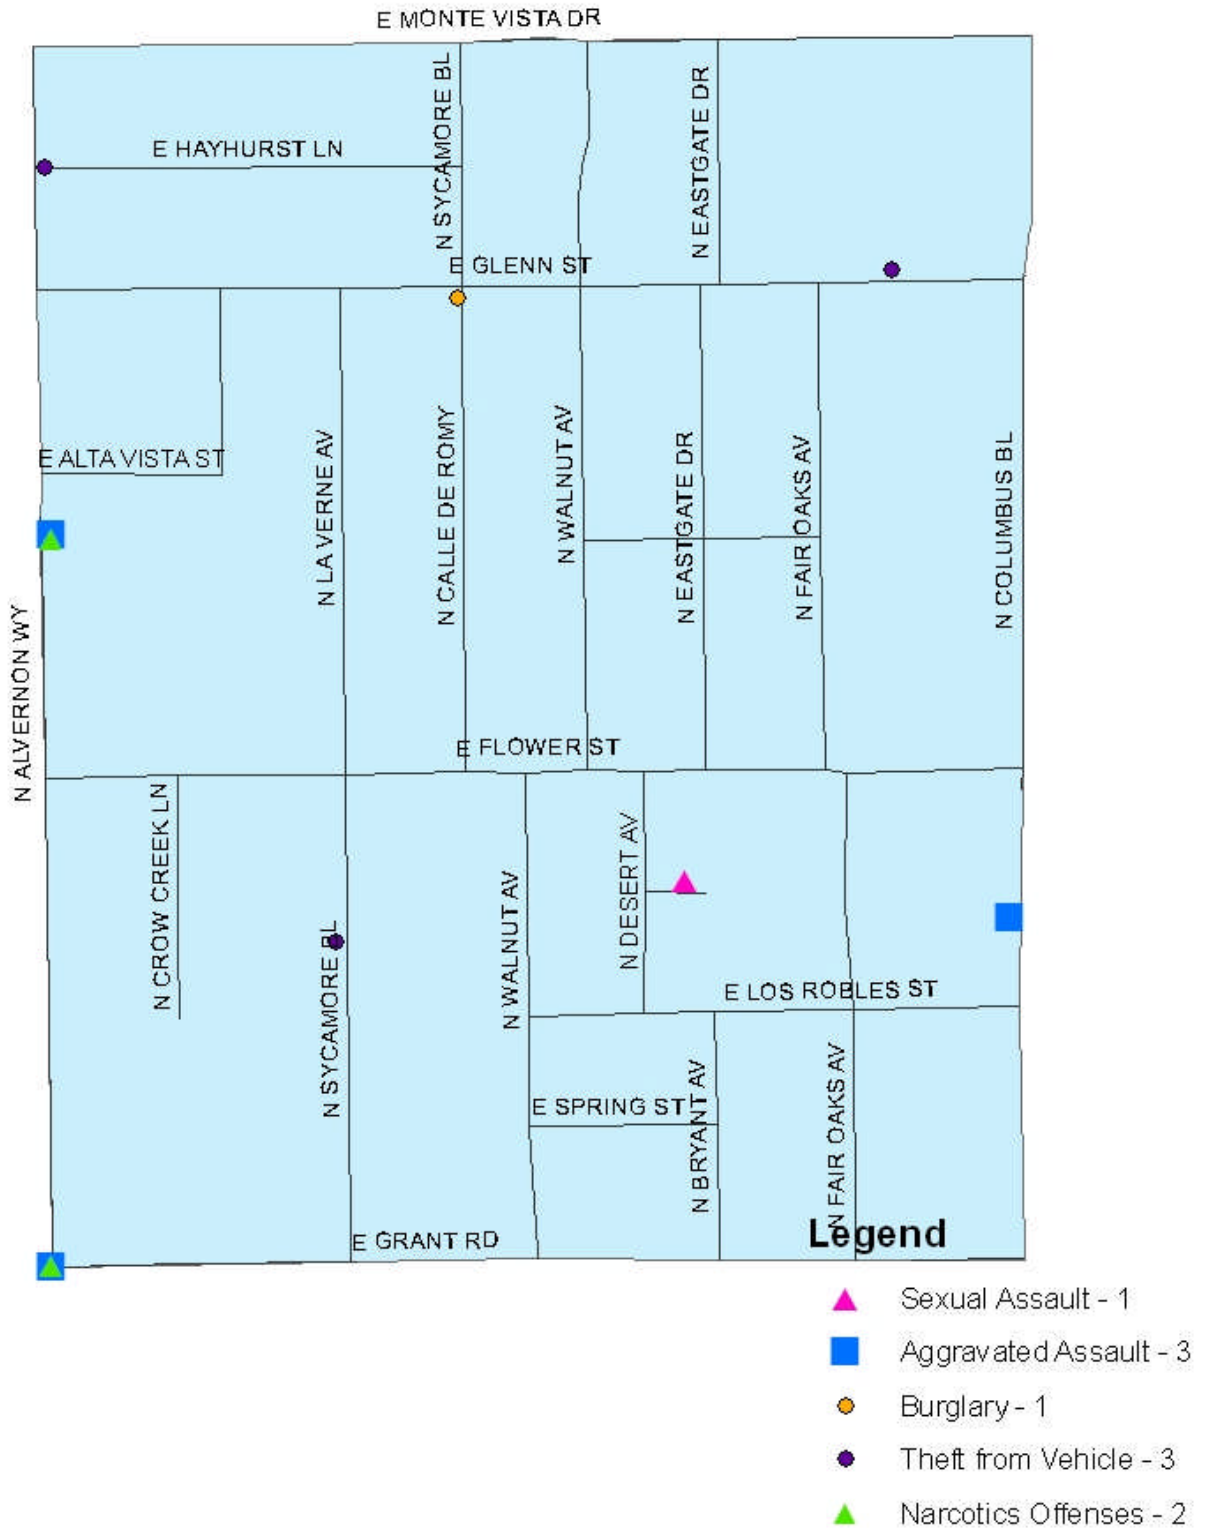 E MONTE VISTA DR
N SYCAMORE BL
N EASTGATE DR
E HAYHURST LN
E GLENN ST
E ALTA VISTA ST
N LA VERNE AV
N CALLE DE ROMY
N WALNUT AV
N EASTGATE DR
N FAIR OAKS AV
N COLUMBUS BL
N ALVERNON WY
E FLOWER ST
N CROW CREEK LN
N SYCAMORE BL
N WALNUT AV
N DESERT AV
E LOS ROBLES ST
E SPRING ST
N BRYANT AV
N FAIR OAKS AV
E GRANT RD
Legend
Sexual Assault - 1
Aggravated Assault - 3
Burglary - 1
Theft from Vehicle - 3
Narcotics Offenses - 2